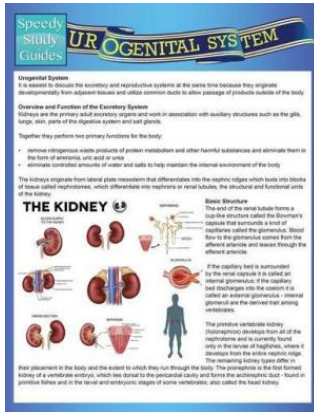 Speedy
Study
Guides
UROGENITAL SYSTEM
Urogenital System
It is easiest to discuss the excretory and reproductive systems at the same time because they originate
developmentally from adjacent tissues and utilize common ducts to allow passage of products outside of the body
Overview and Function of the Excretory System
Kidneys are the primary adult excretory organs and work in association with auxiliary structures such as the gills,
lungs, skin, parts of the digestive system and salt glands.
Together they perform two primary functions for the body:
• remove nitrogenous waste products of protein metabolism and other harmful substances and eliminate them in
the form of ammonia, uric acid or urea
• eliminate controlled amounts of water and salts to help maintain the internal environment of the body
The kidneys originate from lateral plate mesoderm that differentiates into the nephric ridges which buds into blocks
of tissue called nephrotomes, which differentiate into nephrons or renal tubules, the structural and functional units
of the kidney.
THE KIDNEY
BLOOD SUPPLY
TO THE KIDNEY
NEPHRONS
GLOMERULUS
CROSS SECTION
NEPHRON
Basic Structure
The end of the renal tubule forms a
cup-like structure called the Bowman's
capsule that surrounds a knot of
capillaries called the glomerulus. Blood
flow to the glomerulus comes from the
afferent arteriole and leaves through the
efferent arteriole.
If the capillary bed is surrounded
by the renal capsule it is called an
internal glomerulus; if the capillary
bed discharges into the coelom it is
called an external glomerulus - internal
glomeruli are the derived trait among
vertebrates.
The primitive vertebrate kidney
(holonephros) develops from all of the
nephrotome and is currently found
only in the larvae of hagfishes, where it
develops from the entire nephric ridge.
The remaining kidney types differ in
their placement in the body and the extent to which they run through the body. The pronephros is the first formed
kidney of a vertebrate embryo, which lies dorsal to the pericardial cavity and forms the archinephric duct - found in
primitive fishes and in the larval and embryonic stages of some vertebrates; also called the head kidney.